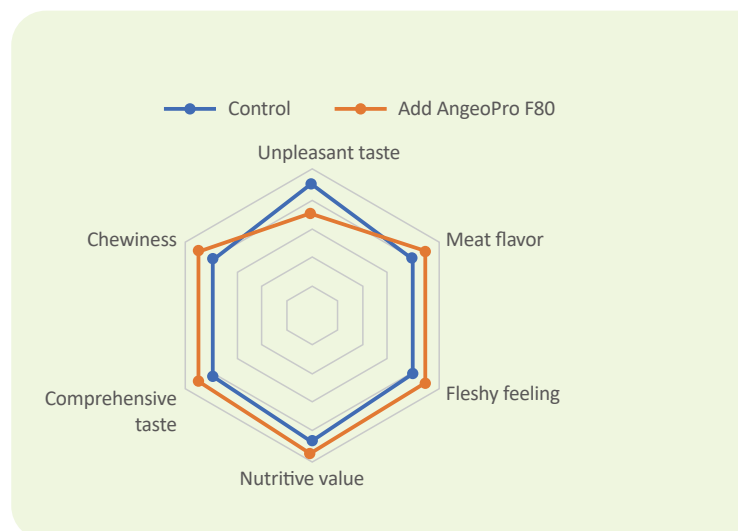 Control
Add AngeoPro F80
Unpleasant taste
Chewiness
Meat flavor
Comprehensive
taste
Fleshy feeling
Nutritive value